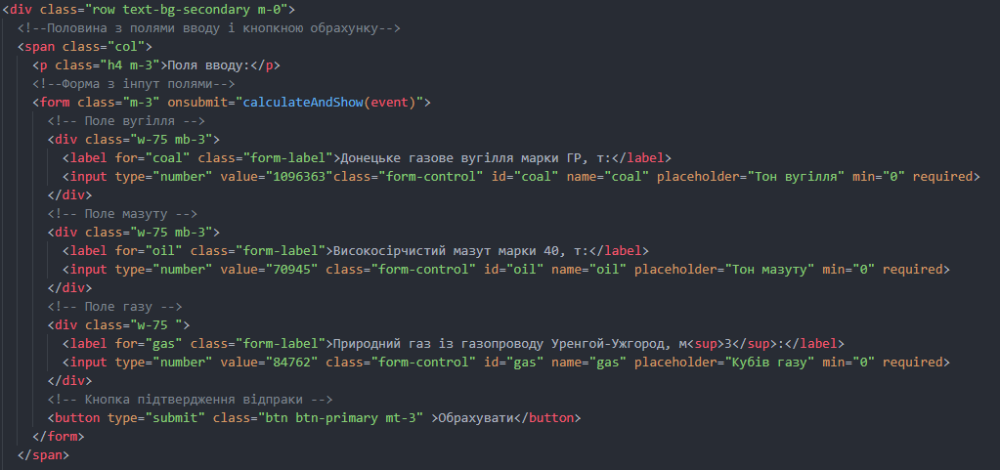 <div class="row text-bg-secondary m-0">
<!--Половина з полями вводу і кнопкною обрахунку-->
<span class="col">
<p class="h4 m-3">Поля вводу:</p>
<!--Форма з інпут полями-->
<form class="m-3" onsubmit="calculateAndShow(event)">
<!-- Поле вугілля -->
<div class="w-75 mb-3">
<label for="coal" class="form-label">Донецьке газове вугілля марки ГР, т:</label>
<input type="number" value="1096363"class="form-control" id="coal" name="coal" placeholder="Тон вугілля" min="0" required>
</div>
<!-- Поле мазуту -->
<div class="w-75 mb-3">
<label for="oil" class="form-label">Високосірчистий мазут марки 40, т:</label>
<input type="number" value="70945" class="form-control" id="oil" name="oil" placeholder="Тон мазуту" min="0" required>
</div>
<!-- Поле газу -->
<div class="w-75 ">
<label for="gas" class="form-label">Природний газ із газопроводу Уренгой-Ужгород, м<sup>3</sup>:</label>
<input type="number" value="84762" class="form-control" id="gas" name="gas" placeholder="Кубів газу" min="0" required>
</div>
<!-- Кнопка підтвердження відпраки -->
<button type="submit" class="btn btn-primary mt-3" >Обрахувати</button>
</form>
</span>